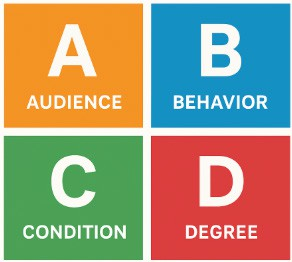 A
AUDIENCE
B
BEHAVIOR
C
CONDITION
D
DEGREE